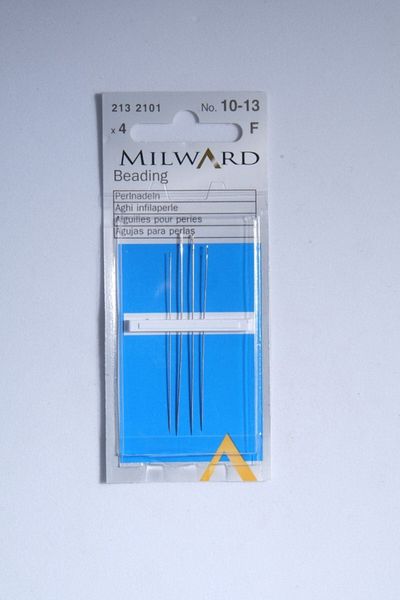 213 2101 No. 10-13
x 4 F
MILWARD
Beading
Perlnadeln
Aghi infilaperle
Aiguilles pour perles
Agujas para perlas